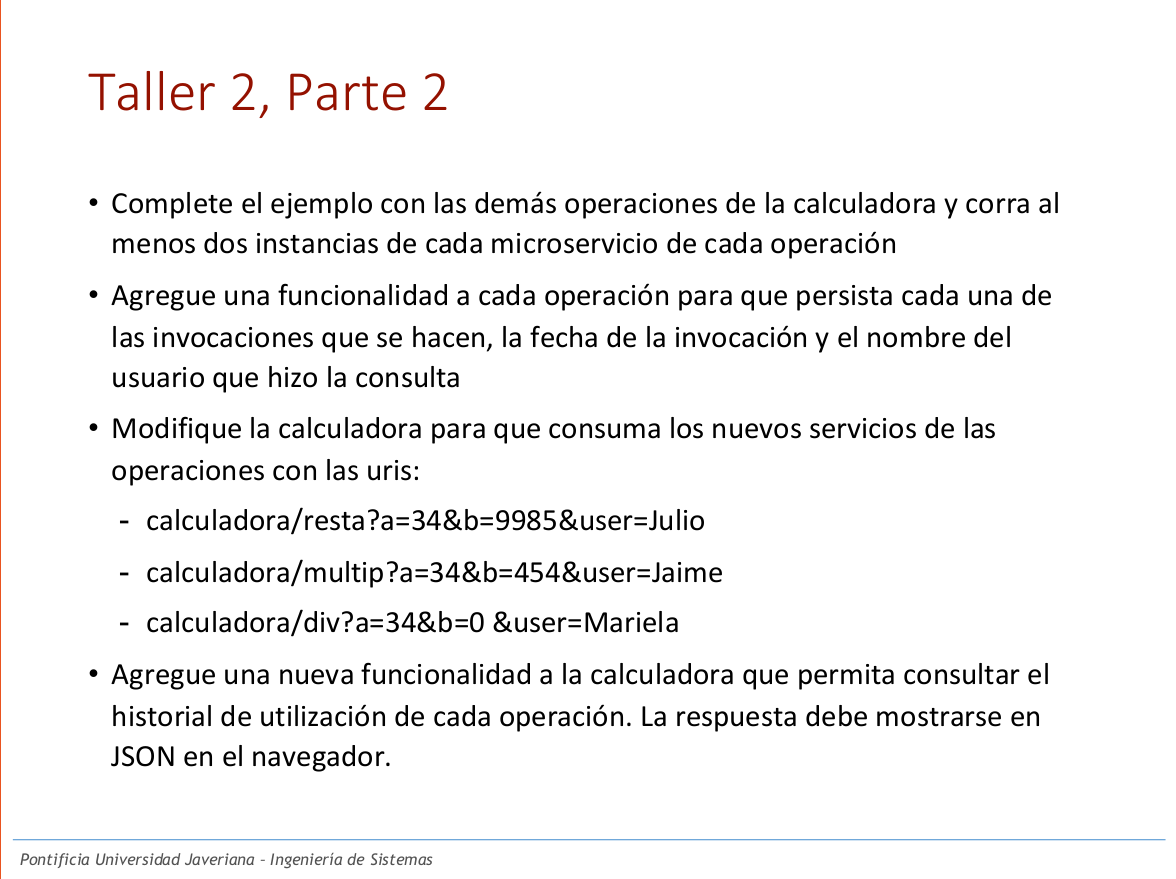 Taller 2, Parte 2
• Complete el ejemplo con las demás operaciones de la calculadora y corra al
menos dos instancias de cada microservicio de cada operación
• Agregue una funcionalidad a cada operación para que persista cada una de
las invocaciones que se hacen, la fecha de la invocación y el nombre del
usuario que hizo la consulta
• Modifique la calculadora para que consuma los nuevos servicios de las
operaciones con las uris:
- calculadora/resta?a=34&b=9985&user=Julio
- calculadora/multip?a=34&b=454&user=Jaime
- calculadora/div?a=34&b=0 &user=Mariela
• Agregue una nueva funcionalidad a la calculadora que permita consultar el
historial de utilización de cada operación. La respuesta debe mostrarse en
JSON en el navegador.
Pontificia Universidad Javeriana – Ingeniería de Sistemas